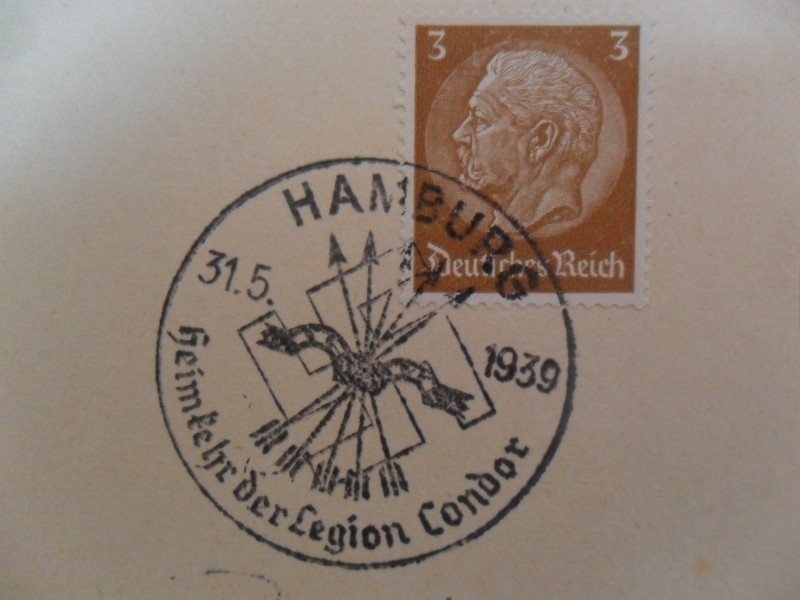 3 3
Deutsches Reich
HAMBURG
31.5. 1939
Heimkehr der Legion Condor